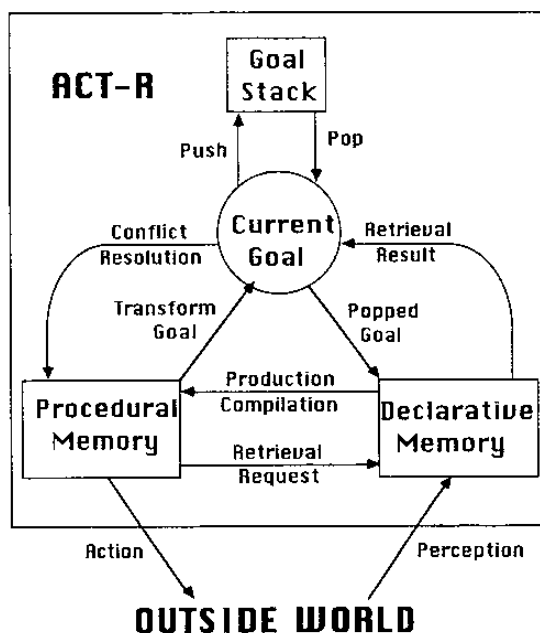 Goal
Stack
ACT-R
Push
Pop
Current
Goal
Conflict
Resolution
Retrieval
Result
Transform
Goal
Popped
Goal
Production
Compilation
Procedural
Memory
Declarative
Memory
Retrieval
Request
Action
Perception
OUTSIDE WORLD